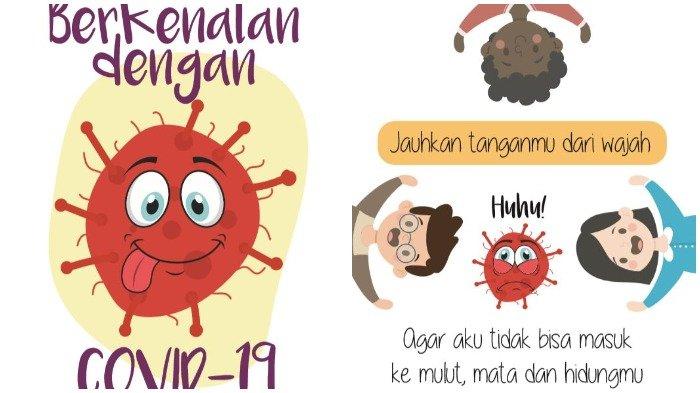 Berkenalan
dengan
COVID-19
Jauhkan tanganmu dari wajah
Huhu!
Agar aku tidak bisa masuk
ke mulut, mata dan hidungmu